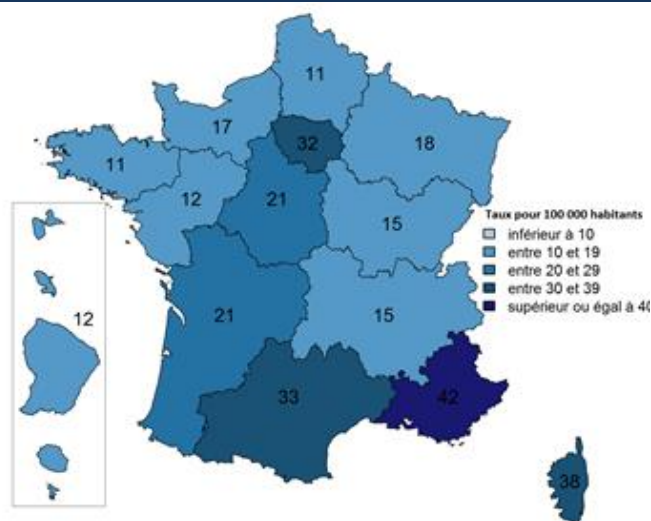 11
17
32
18
11
12
21
15
Taux pour 100 000 habitants
inférieur à 10
entre 10 et 19
entre 20 et 29
entre 30 et 39
supérieur ou égal à 40
12
21
15
33
42
38